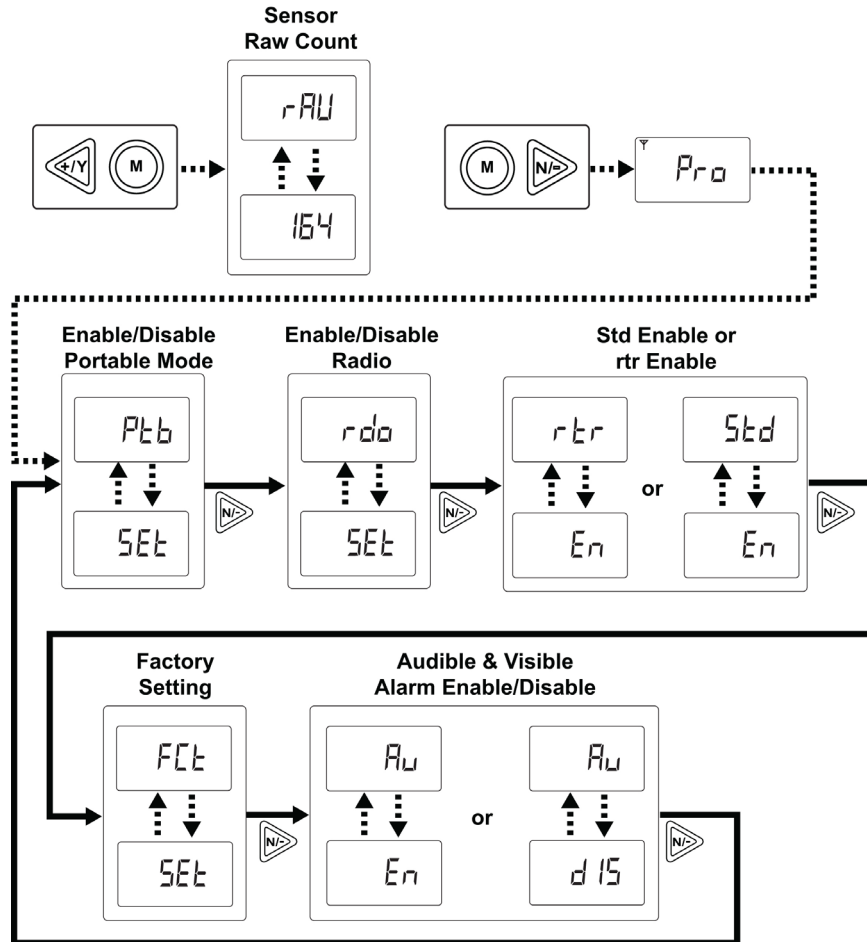 Sensor
Raw Count
rAU
+/Y M
M N/-
Pro
164
Enable/Disable
Portable Mode
Enable/Disable
Radio
Std Enable or
rtr Enable
Ptb
rdo
rtr
Std
N/-
N/-
or
N/-
SEt
SEt
En
En
Factory
Setting
Audible & Visible
Alarm Enable/Disable
FCt
Au
Au
N/-
or
N/-
SEt
En
dIS